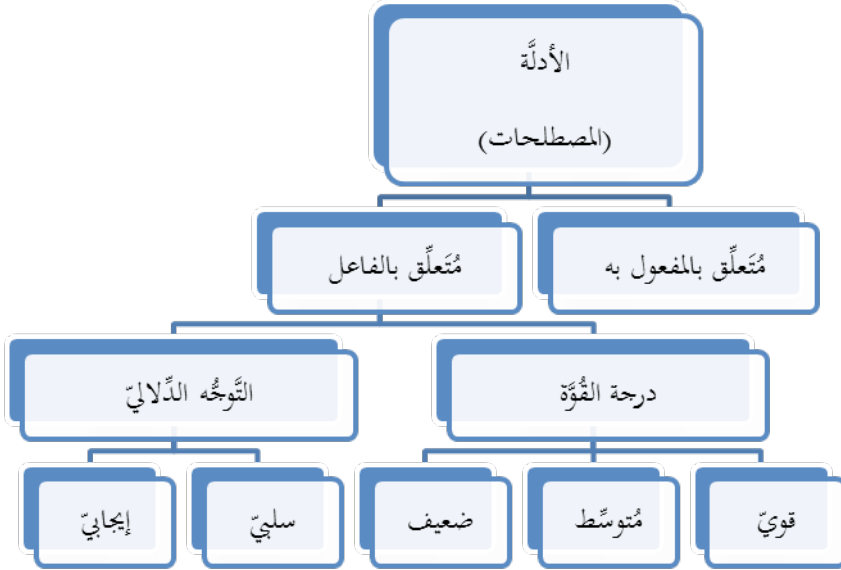 الأدلَّة
(المصطلحات)
مُتَعلِّق بالمفعول به
مُتَعلِّق بالفاعل
درجة القُوَّة
التَّوجُّه الدِّلاليّ
قويّ
مُتوسِّط
ضعيف
سلبيّ
إيجابيّ